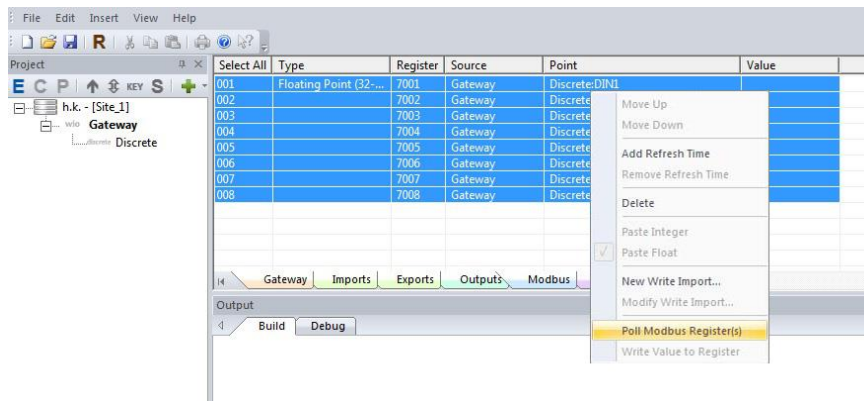 File Edit Insert View Help
R
Project
Select All Type Register Source Point Value
E C P KEY S
h.k. - [Site_1]
wio Gateway
discrete Discrete
001 Floating Point (32-... 7001 Gateway Discrete:DIN1
002 7002 Gateway Discrete
003 7003 Gateway Discrete
004 7004 Gateway Discrete
005 7005 Gateway Discrete
006 7006 Gateway Discrete
007 7007 Gateway Discrete
008 7008 Gateway Discrete
Move Up
Move Down
Add Refresh Time
Remove Refresh Time
Delete
Paste Integer
Paste Float
New Write Import...
Modify Write Import...
Poll Modbus Register(s)
Write Value to Register
Gateway Imports Exports Outputs Modbus
Output
Build Debug